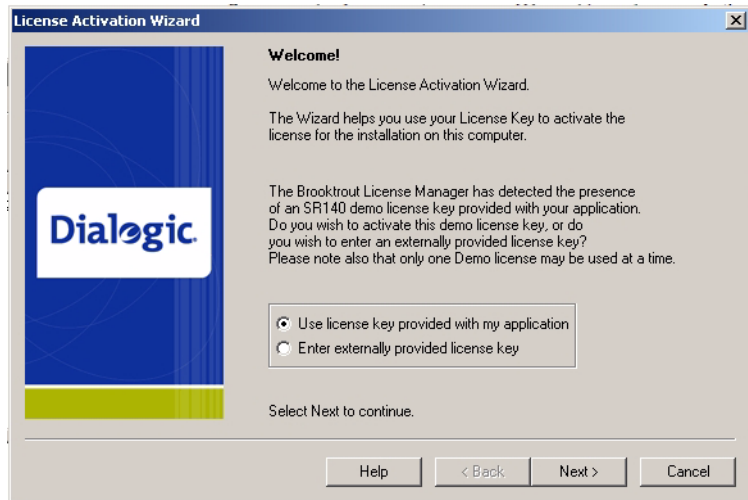 License Activation Wizard
Welcome!
Welcome to the License Activation Wizard.
The Wizard helps you use your License Key to activate the
license for the installation on this computer.
The Brooktrout License Manager has detected the presence
of an SR140 demo license key provided with your application.
Do you wish to activate this demo license key, or do
you wish to enter an externally provided license key?
Please note also that only one Demo license may be used at a time.
Dialogic.
Use license key provided with my application
Enter externally provided license key
Select Next to continue.
Help
< Back
Next >
Cancel